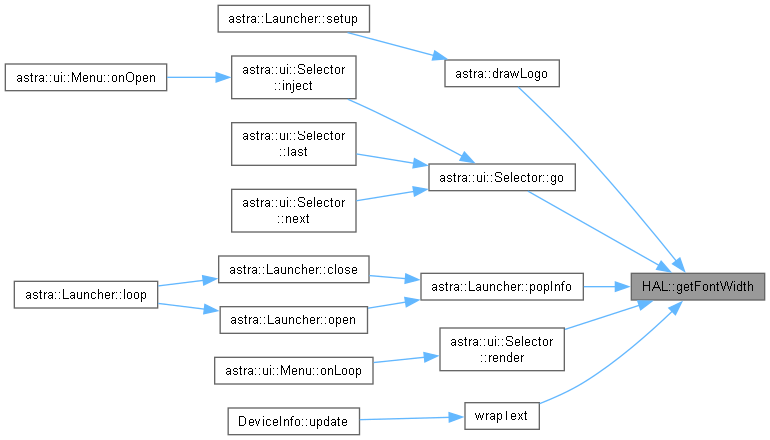 astra::Launcher::setup
astra::ui::Selector
::inject
astra::ui::Menu::onOpen
astra::drawLogo
astra::ui::Selector
::last
astra::ui::Selector::go
astra::ui::Selector
::next
astra::Launcher::close
astra::Launcher::loop
astra::Launcher::popInfo
HAL::getFontWidth
astra::Launcher::open
astra::ui::Selector
::render
astra::ui::Menu::onLoop
DeviceInfo::update
wrapText